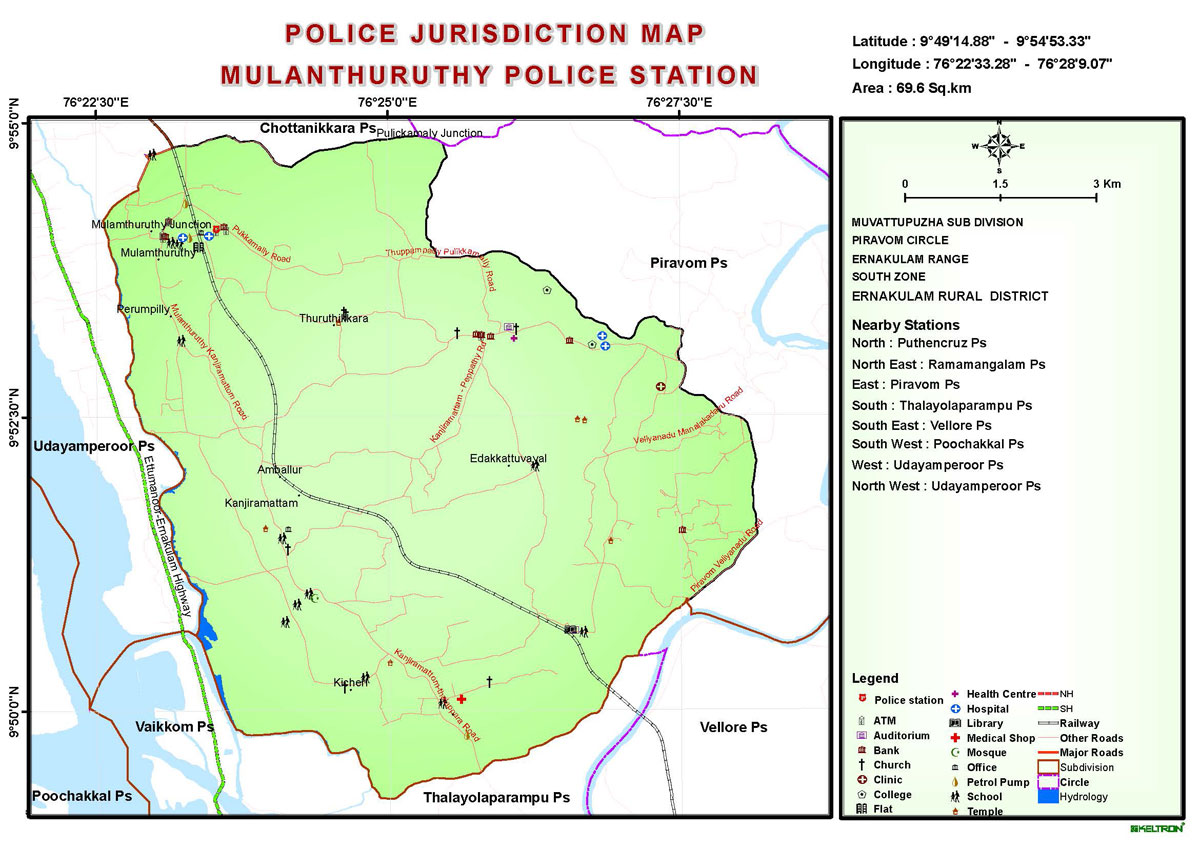 POLICE JURISDICTION MAP
MULANTHURUTHY POLICE STATION
Latitude : 9°49'14.88" - 9°54'53.33"
Longitude : 76°22'33.28" - 76°28'9.07"
Area : 69.6 Sq.km
76°22'30"E
76°25'0"E
76°27'30"E
9°55'0"N
9°52'30"N
9°50'0"N
Chottanikkara Ps
Pulickamaly Junction
Mulamthuruthy Junction
Mulamthuruthy
Pukkamally Road
Thuppampady Pulikkamally Road
Piravom Ps
Perumpilly
Thuruthikkara
Mulanthuruthy Kanjiramattom Road
Kanjiramattam - Peppathy Ru
Veliyanadu Manalakadavu Road
Udayamperoor Ps
Amballur
Edakkattuvayal
Kanjiramattam
Ettumanoor-Ernakulam Highway
Piravom Veliyanadu Road
Kicheri
Vaikkom Ps
Vellore Ps
Poochakkal Ps
Thalayolaparampu Ps
N
W E
S
0 1.5 3 Km
MUVATTUPUZHA SUB DIVISION
PIRAVOM CIRCLE
ERNAKULAM RANGE
SOUTH ZONE
ERNAKULAM RURAL DISTRICT
Nearby Stations
North : Puthencruz Ps
North East : Ramamangalam Ps
East : Piravom Ps
South : Thalayolaparampu Ps
South East : Vellore Ps
South West : Poochakkal Ps
West : Udayamperoor Ps
North West : Udayamperoor Ps
Legend
Police station
ATM
Auditorium
Bank
Church
Clinic
College
Flat
Health Centre
Hospital
Library
Medical Shop
Mosque
Office
Petrol Pump
School
Temple
NH
SH
Railway
Other Roads
Major Roads
Subdivision
Circle
Hydrology
KELTRON